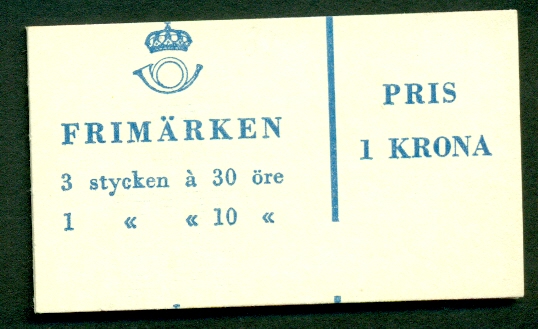 FRIMÄRKEN
3 stycken à 30 öre
1 « « 10 «
PRIS
1 KRONA